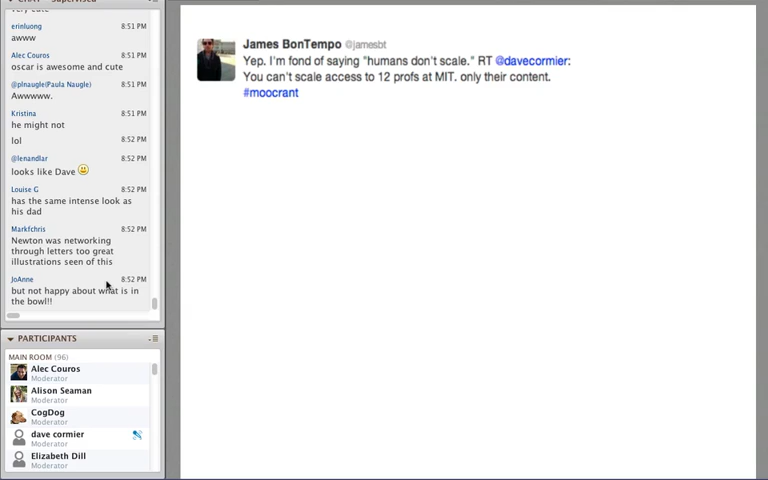 CHAT - Supervised
very cute
erinluong 8:51 PM
awww
Alec Couros 8:51 PM
oscar is awesome and cute
@plnaugle(Paula Naugle) 8:51 PM
Awwwww.
Kristina 8:51 PM
he might not
lol 8:52 PM
@lenandlar 8:52 PM
looks like Dave
Louise G 8:52 PM
has the same intense look as
his dad
Markfchris 8:52 PM
Newton was networking
through letters too great
illustrations seen of this
JoAnne 8:52 PM
but not happy about what is in
the bowl!!
PARTICIPANTS
MAIN ROOM (96)
Alec Couros
Moderator
Alison Seaman
Moderator
CogDog
Moderator
dave cormier
Moderator
Elizabeth Dill
Moderator
James BonTempo @jamesbt
Yep. I'm fond of saying "humans don't scale." RT @davecormier:
You can't scale access to 12 profs at MIT. only their content.
#moocrant